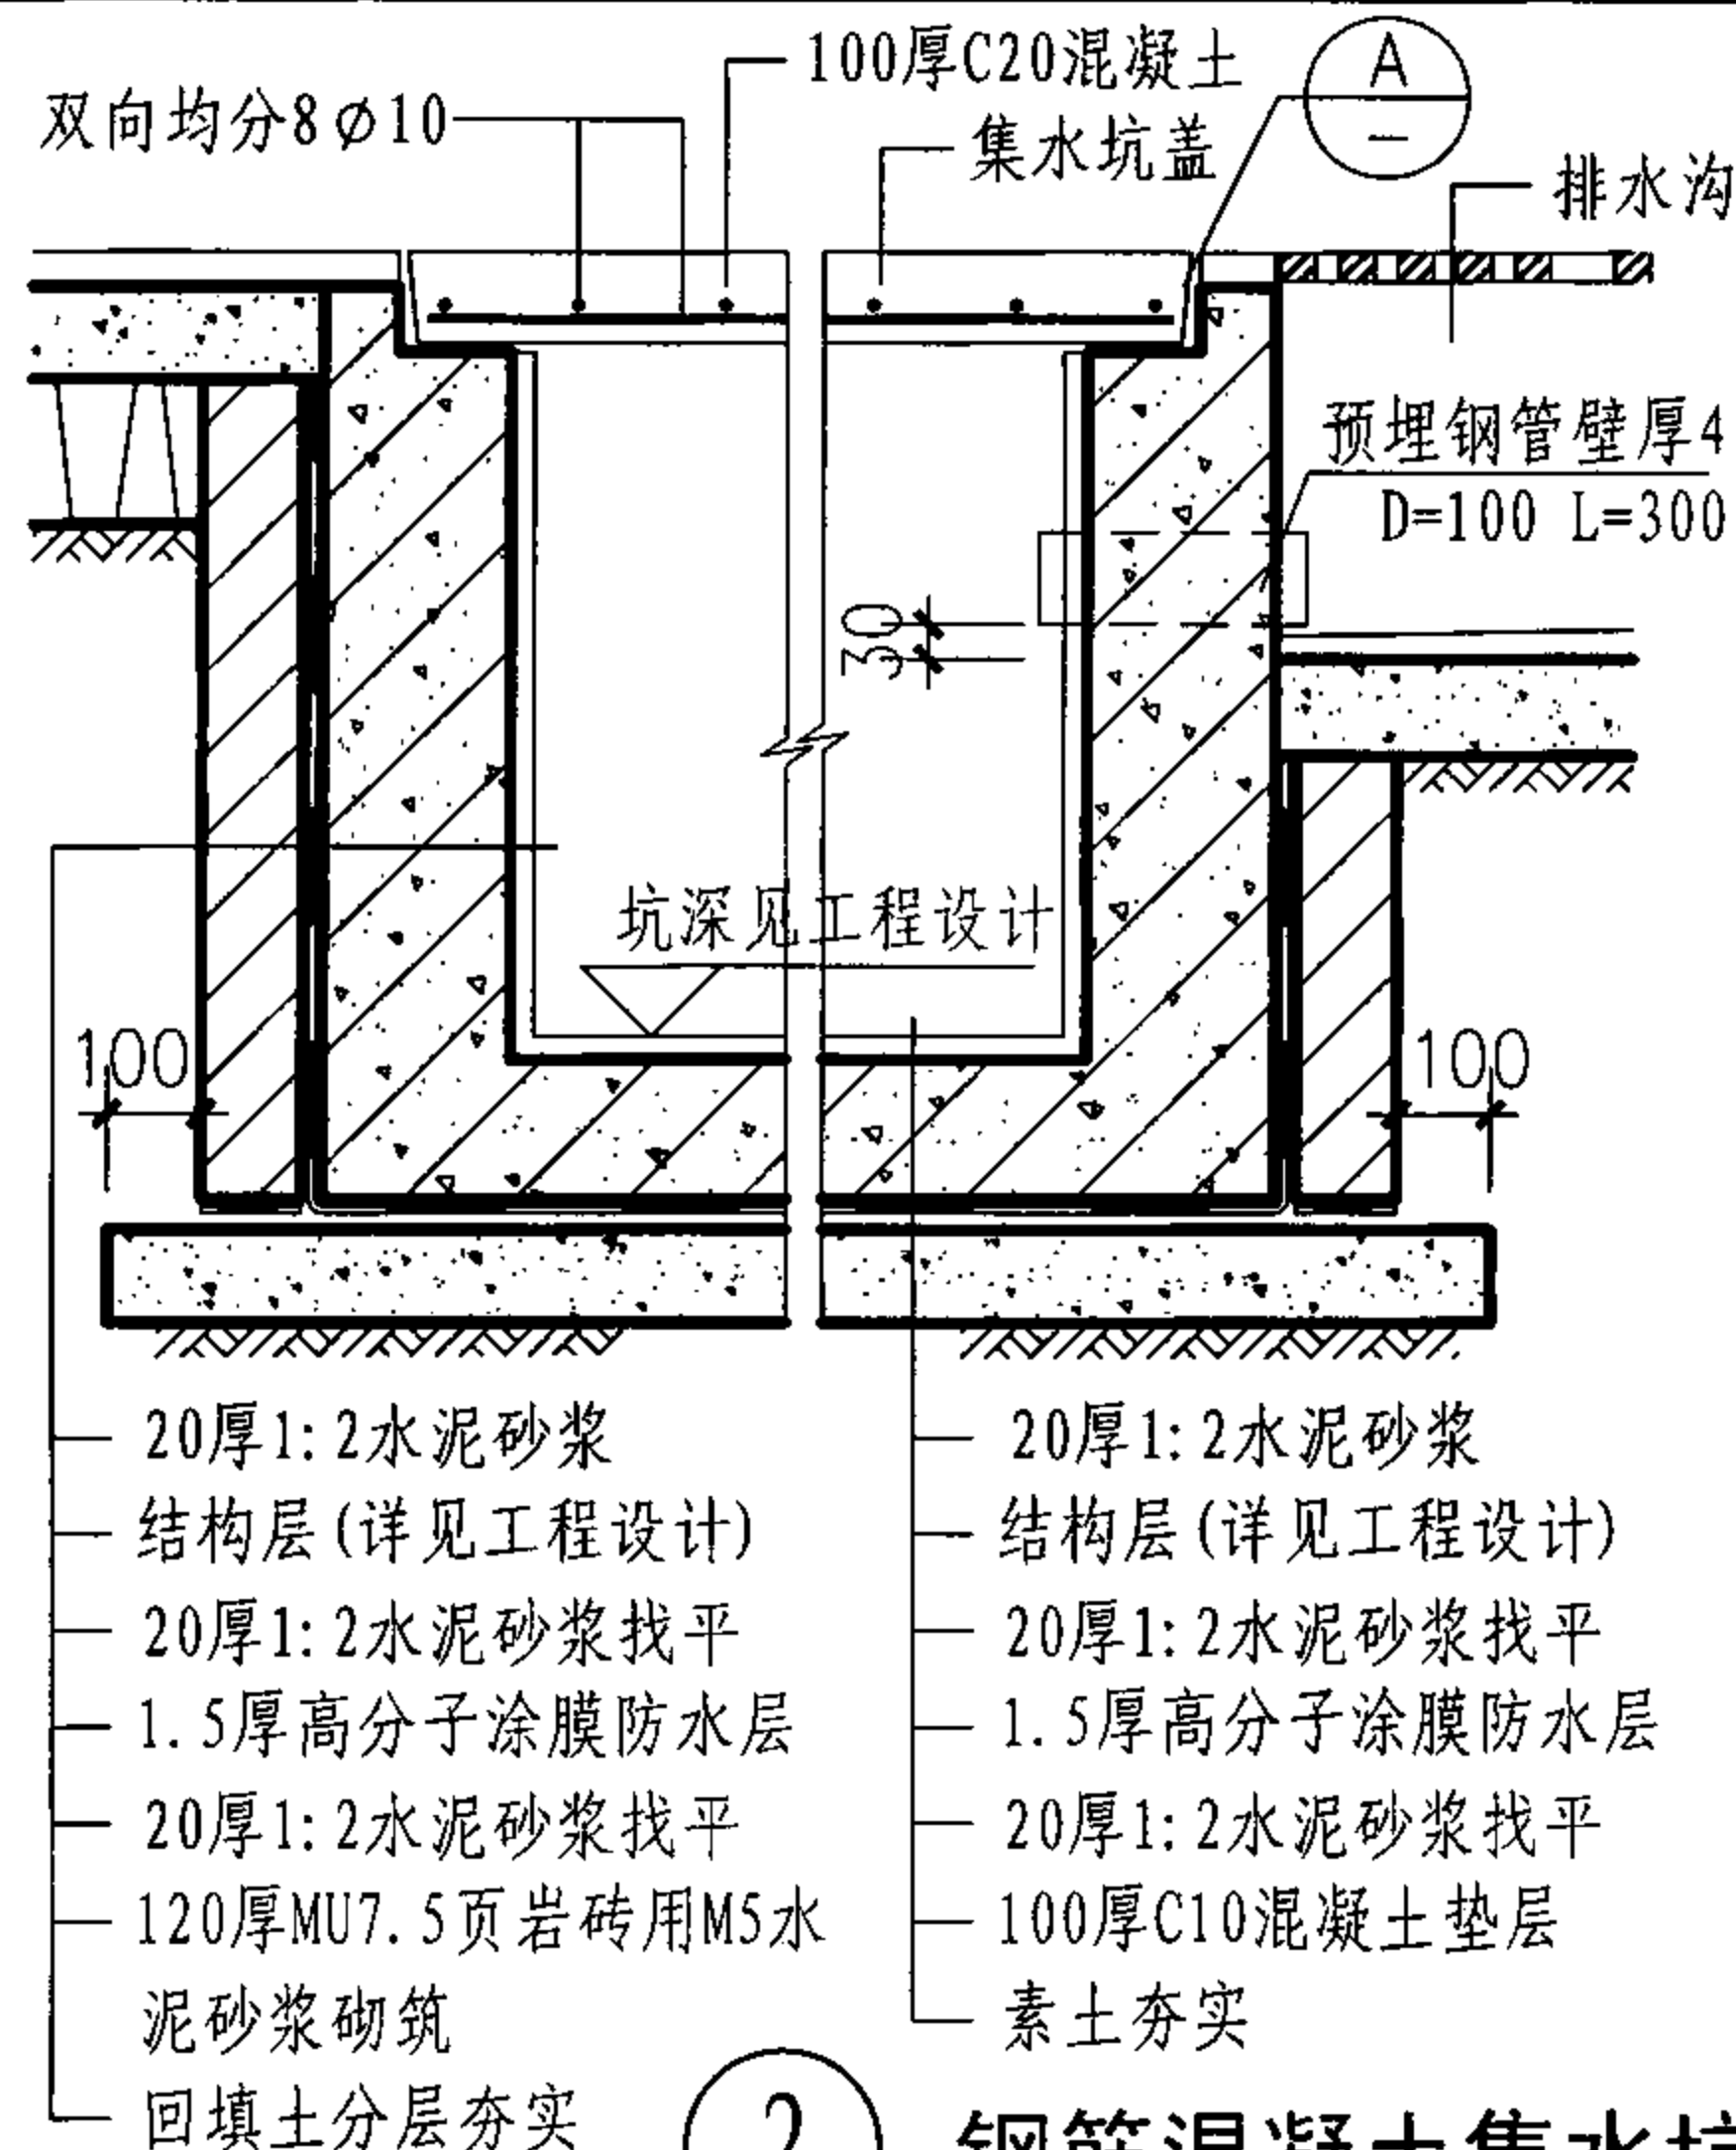 100厚C20混凝土
集水坑盖
双向均分8⌀10
A
—
排水沟
预埋钢管壁厚4
D=100 L=300
30
坑深见工程设计
100
100
20厚1:2水泥砂浆
结构层(详见工程设计)
20厚1:2水泥砂浆找平
1.5厚高分子涂膜防水层
20厚1:2水泥砂浆找平
120厚MU7.5页岩砖用M5水
泥砂浆砌筑
回填土分层夯实
20厚1:2水泥砂浆
结构层(详见工程设计)
20厚1:2水泥砂浆找平
1.5厚高分子涂膜防水层
20厚1:2水泥砂浆找平
100厚C10混凝土垫层
素土夯实
2
钢筋混凝土集水坑